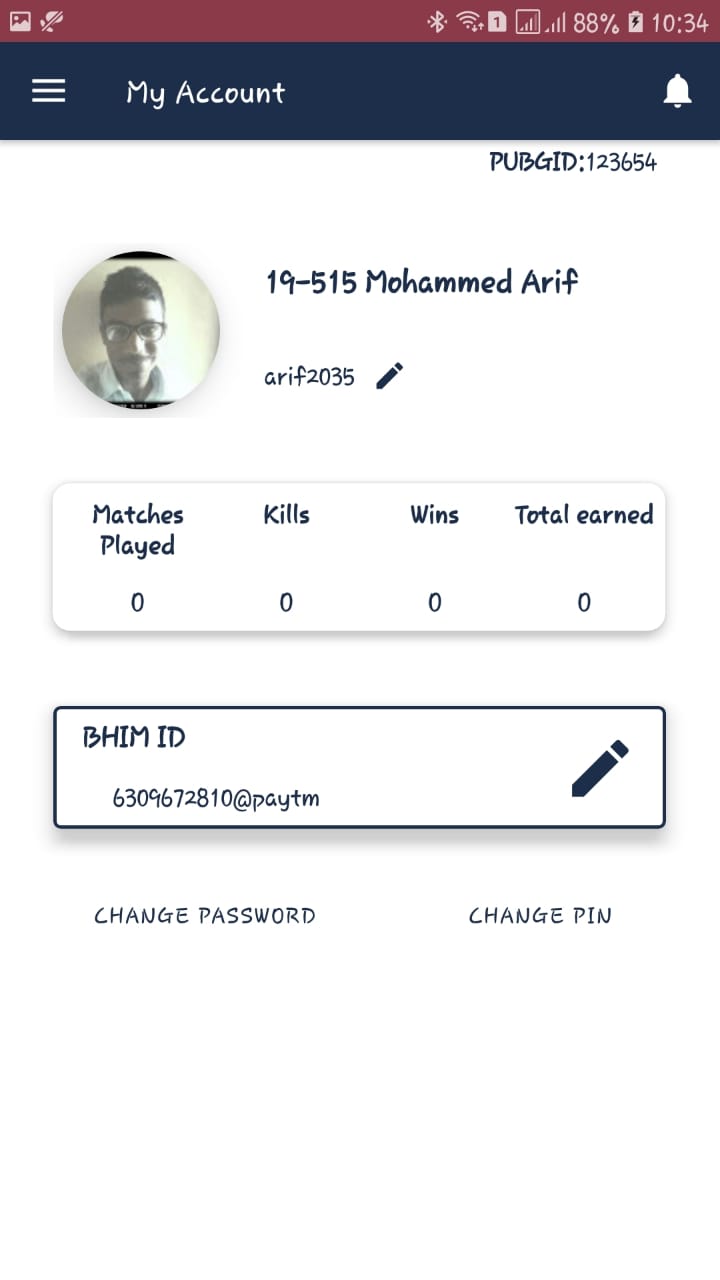 1 88% 10:34
My Account
PUBGID:123654
19-515 Mohammed Arif
arif2035
Matches Played Kills Wins Total earned
0 0 0 0
BHIM ID
6309672810@paytm
CHANGE PASSWORD CHANGE PIN